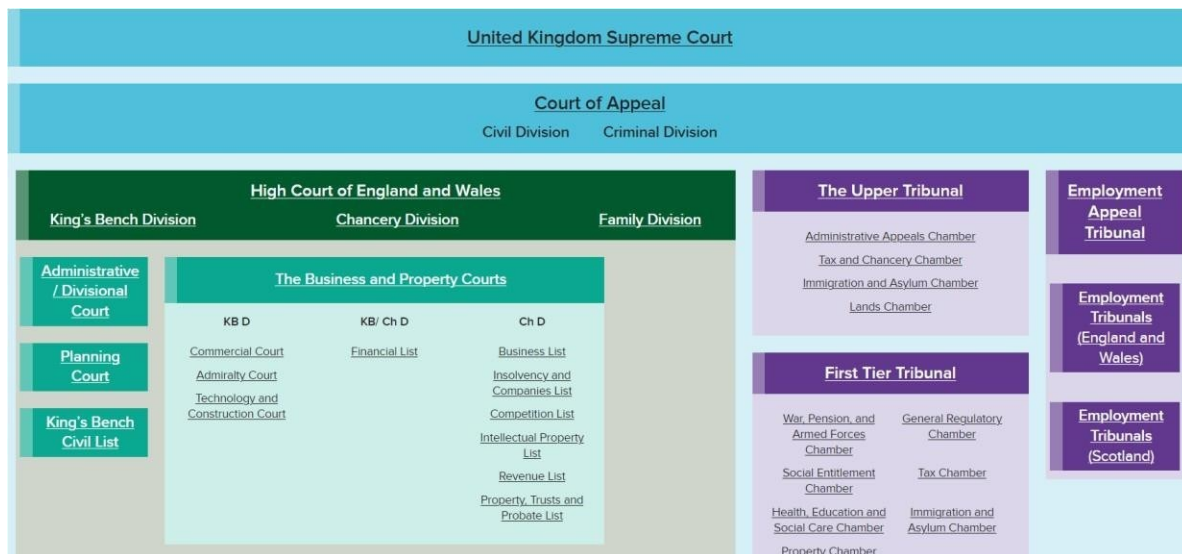 United Kingdom Supreme Court
Court of Appeal
Civil Division Criminal Division
High Court of England and Wales
King's Bench Division Chancery Division Family Division
Administrative
/ Divisional
Court
Planning
Court
King's Bench
Civil List
The Business and Property Courts
KB D KB/ Ch D Ch D
Commercial Court
Admiralty Court
Technology and
Construction Court
Financial List
Business List
Insolvency and
Companies List
Competition List
Intellectual Property
List
Revenue List
Property, Trusts and
Probate List
The Upper Tribunal
Administrative Appeals Chamber
Tax and Chancery Chamber
Immigration and Asylum Chamber
Lands Chamber
First Tier Tribunal
War, Pension, and
Armed Forces
Chamber
General Regulatory
Chamber
Social Entitlement
Chamber
Tax Chamber
Health, Education and
Social Care Chamber
Immigration and
Asylum Chamber
Property Chamber
Employment
Appeal
Tribunal
Employment
Tribunals
(England and
Wales)
Employment
Tribunals
(Scotland)